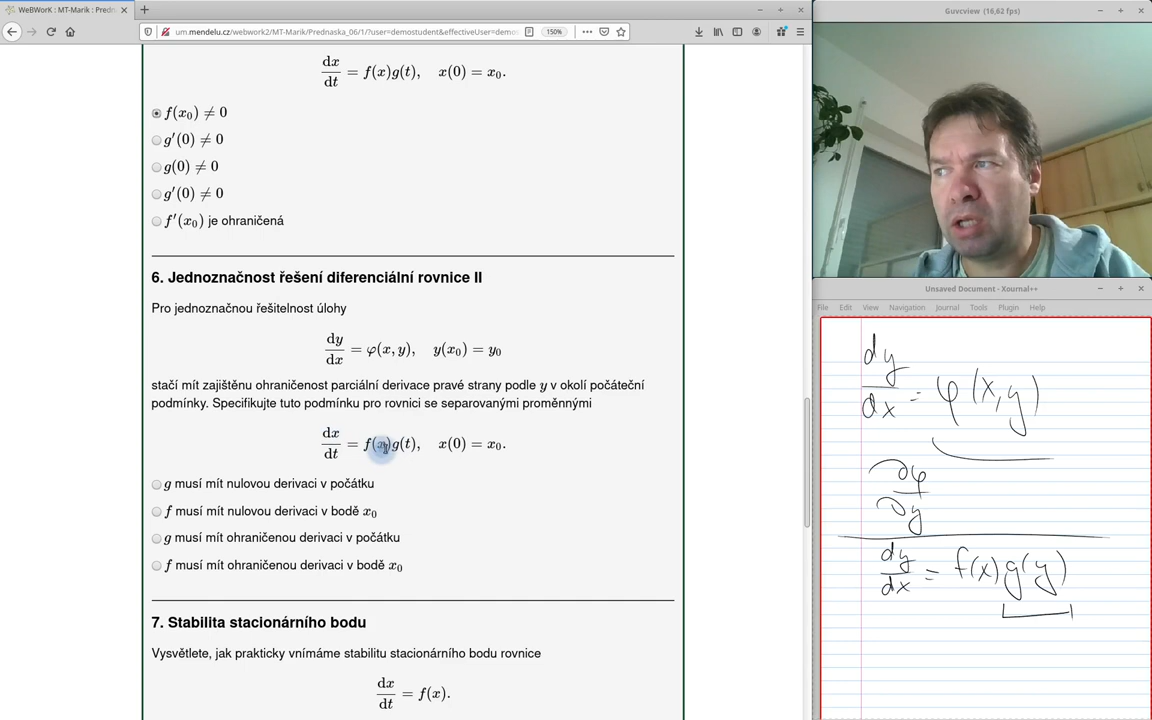 WeBWorK : MT-Marik : Prednas
um.mendelu.cz/webwork2/MT-Marik/Prednaska_06/1/?user=demostudent&effectiveUser=demo
150%
dx/dt = f(x)g(t), x(0) = x₀.
f(x₀) ≠ 0
g′(0) ≠ 0
g(0) ≠ 0
g′(0) ≠ 0
f′(x₀) je ohraničená
6. Jednoznačnost řešení diferenciální rovnice II
Pro jednoznačnou řešitelnost úlohy
dy/dx = φ(x, y), y(x₀) = y₀
stačí mít zajištěnu ohraničenost parciální derivace pravé strany podle y v okolí počáteční
podmínky. Specifikujte tuto podmínku pro rovnici se separovanými proměnnými
dx/dt = f(x)g(t), x(0) = x₀.
g musí mít nulovou derivaci v počátku
f musí mít nulovou derivaci v bodě x₀
g musí mít ohraničenou derivaci v počátku
f musí mít ohraničenou derivaci v bodě x₀
7. Stabilita stacionárního bodu
Vysvětlete, jak prakticky vnímáme stabilitu stacionárního bodu rovnice
dx/dt = f(x).
Guvcview (16,62 fps)
Unsaved Document - Xournal++
File Edit View Navigation Journal Tools Plugin Help
dy/dx = φ(x,y)
∂φ/∂y
dy/dx = f(x)g(y)